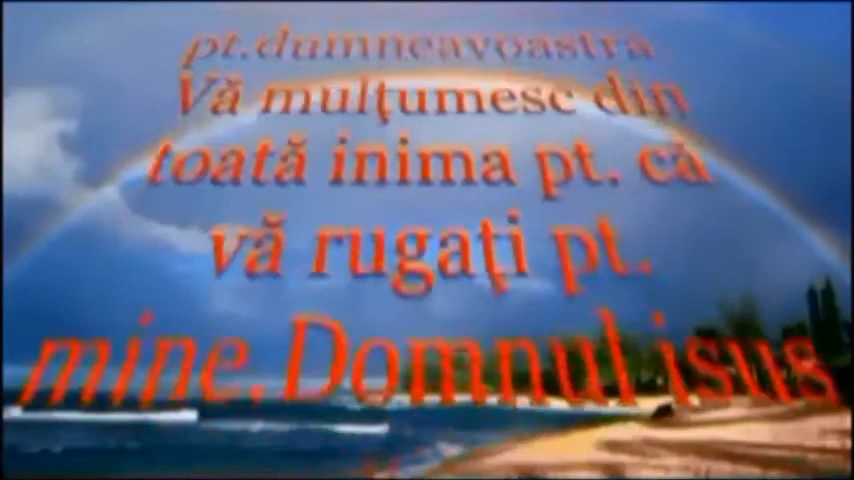 pt.dumneavoastra
Vă mulţumesc din
toată inima pt. că
vă rugaţi pt.
mine.Domnul isus